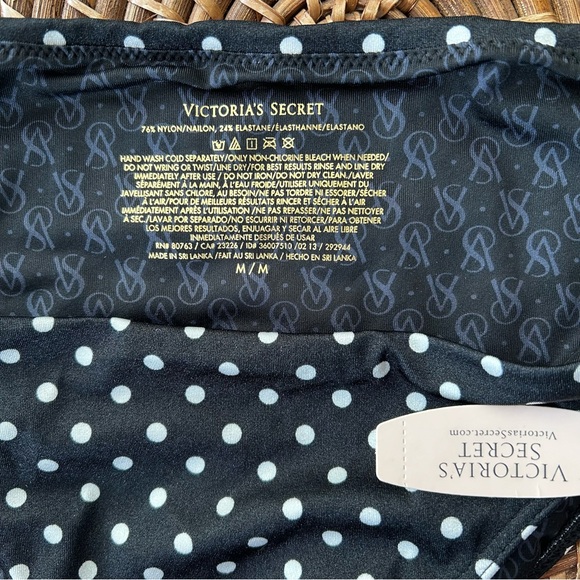 VICTORIA'S SECRET
76% NYLON/NAILON, 24% ELASTANE/ÉLASTHANNE/ELASTANO
HAND WASH COLD SEPARATELY/ONLY NON-CHLORINE BLEACH WHEN NEEDED/
DO NOT WRING OR TWIST/LINE DRY/FOR BEST RESULTS RINSE AND LINE DRY
IMMEDIATELY AFTER USE/DO NOT IRON/DO NOT DRY CLEAN./LAVER
SÉPARÉMENT À LA MAIN, À L'EAU FROIDE/UTILISER UNIQUEMENT DU
JAVELLISANT SANS CHLORE, AU BESOIN/NE PAS TORDRE NI ESSORER/SÉCHER
À L'AIR/POUR DE MEILLEURS RÉSULTATS RINCER ET SÉCHER À L'AIR
IMMÉDIATEMENT APRÈS L'UTILISATION/NE PAS REPASSER/NE PAS NETTOYER
À SEC./LAVAR POR SEPARADO/NO ESCURRIR NI RETORCER/PARA OBTENER
LOS MEJORES RESULTADOS, ENJUAGAR Y SECAR AL AIRE LIBRE
INMEDIATAMENTE DESPUÉS DE USAR
RN# 80763 / CA# 23226 / ID# 36007510 / 02 13 / 292944
MADE IN SRI LANKA / FAIT AU SRI LANKA / HECHO EN SRI LANKA
M/M
VICTORIA'S
SECRET
VictoriasSecret.com